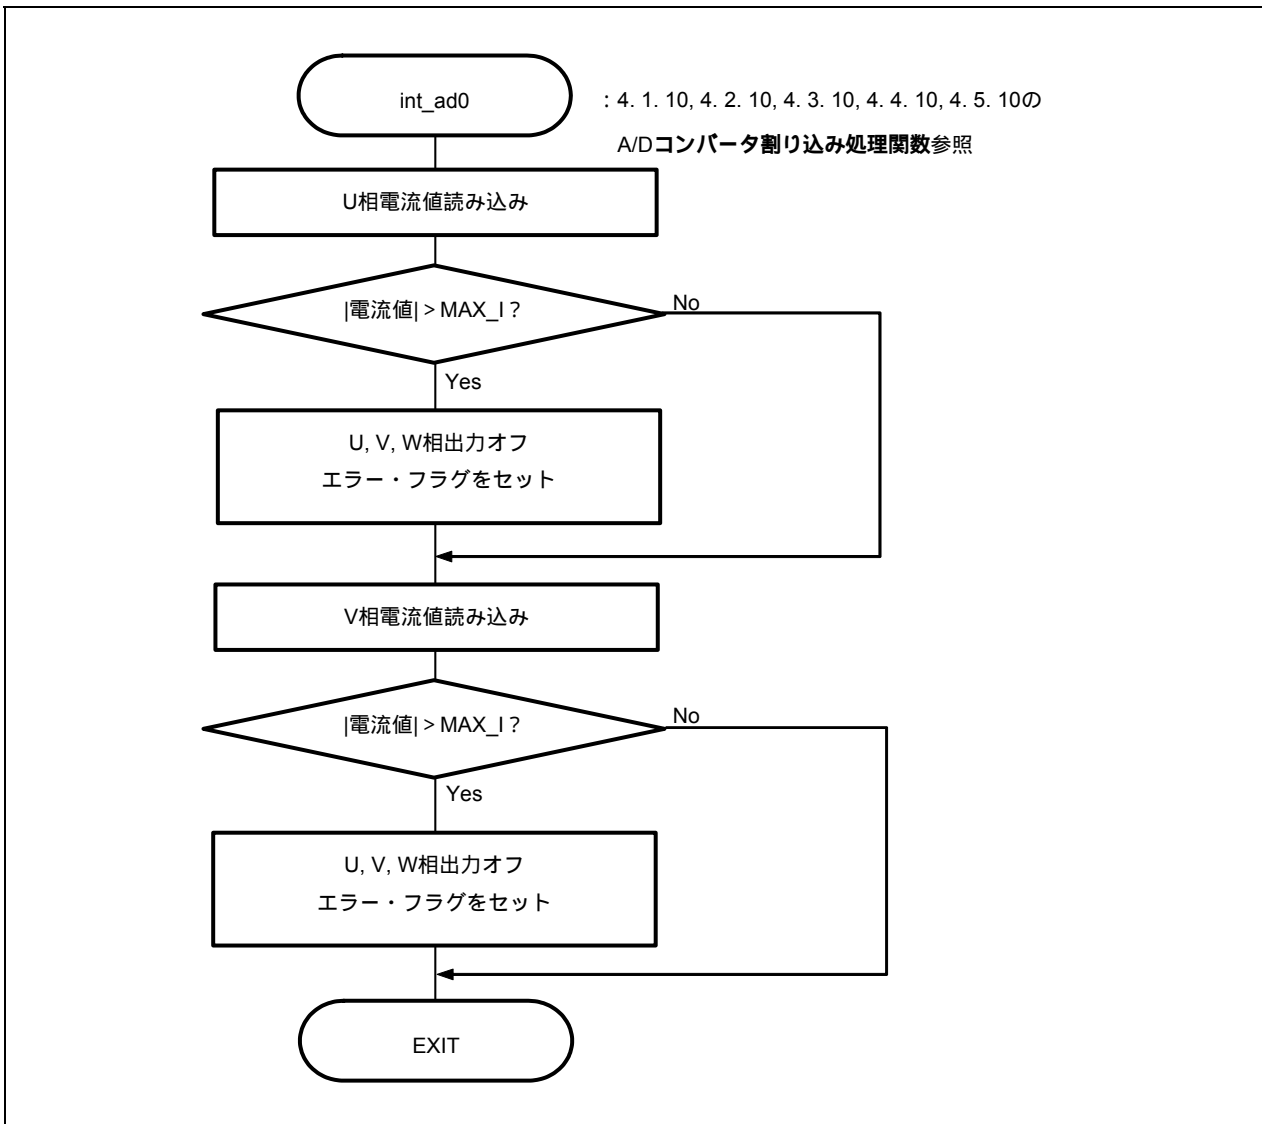 int_ad0
：4. 1. 10, 4. 2. 10, 4. 3. 10, 4. 4. 10, 4. 5. 10の
A/Dコンバータ割り込み処理関数参照
U相電流値読み込み
|電流値| > MAX_I？
No
Yes
U, V, W相出力オフ
エラー・フラグをセット
V相電流値読み込み
|電流値| > MAX_I？
No
Yes
U, V, W相出力オフ
エラー・フラグをセット
EXIT